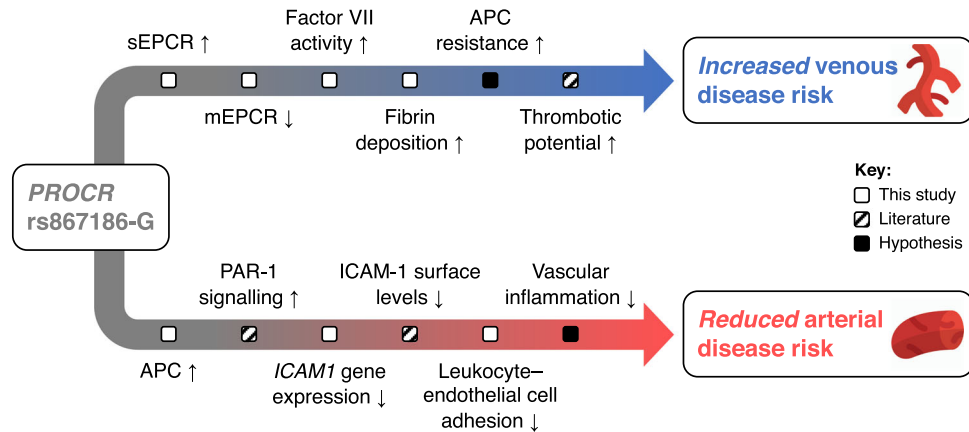 sEPCR ↑
Factor VII
activity ↑
APC
resistance ↑
mEPCR ↓
Fibrin
deposition ↑
Thrombotic
potential ↑
Increased venous
disease risk
PROCR
rs867186-G
Key:
This study
Literature
Hypothesis
PAR-1
signalling ↑
ICAM-1 surface
levels ↓
Vascular
inflammation ↓
APC ↑
ICAM1 gene
expression ↓
Leukocyte–
endothelial cell
adhesion ↓
Reduced arterial
disease risk